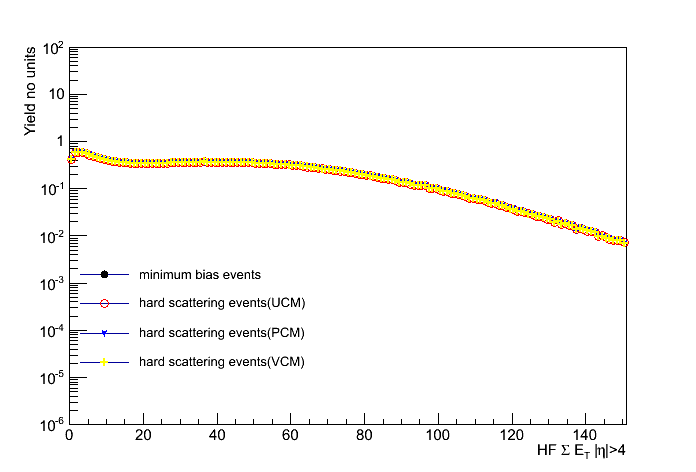 Yield no units
10²
10
1
10⁻¹
10⁻²
10⁻³
10⁻⁴
10⁻⁵
10⁻⁶
minimum bias events
hard scattering events(UCM)
hard scattering events(PCM)
hard scattering events(VCM)
0 20 40 60 80 100 120 140
HF Σ E_T |η|>4